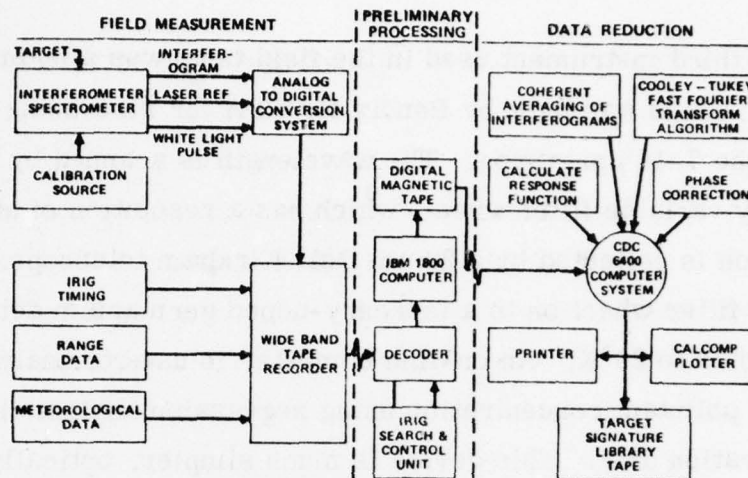 FIELD MEASUREMENT
TARGET
INTERFER-
OGRAM
INTERFEROMETER
SPECTROMETER
LASER REF
WHITE LIGHT
PULSE
ANALOG
TO DIGITAL
CONVERSION
SYSTEM
CALIBRATION
SOURCE
IRIG
TIMING
RANGE
DATA
METEOROLOGICAL
DATA
WIDE BAND
TAPE
RECORDER
PRELIMINARY
PROCESSING
DIGITAL
MAGNETIC
TAPE
IBM 1800
COMPUTER
DECODER
IRIG
SEARCH &
CONTROL
UNIT
DATA REDUCTION
COHERENT
AVERAGING OF
INTERFEROGRAMS
COOLEY - TUKEY
FAST FOURIER
TRANSFORM
ALGORITHM
CALCULATE
RESPONSE
FUNCTION
PHASE
CORRECTION
CDC
6400
COMPUTER
SYSTEM
PRINTER
CALCOMP
PLOTTER
TARGET
SIGNATURE
LIBRARY
TAPE